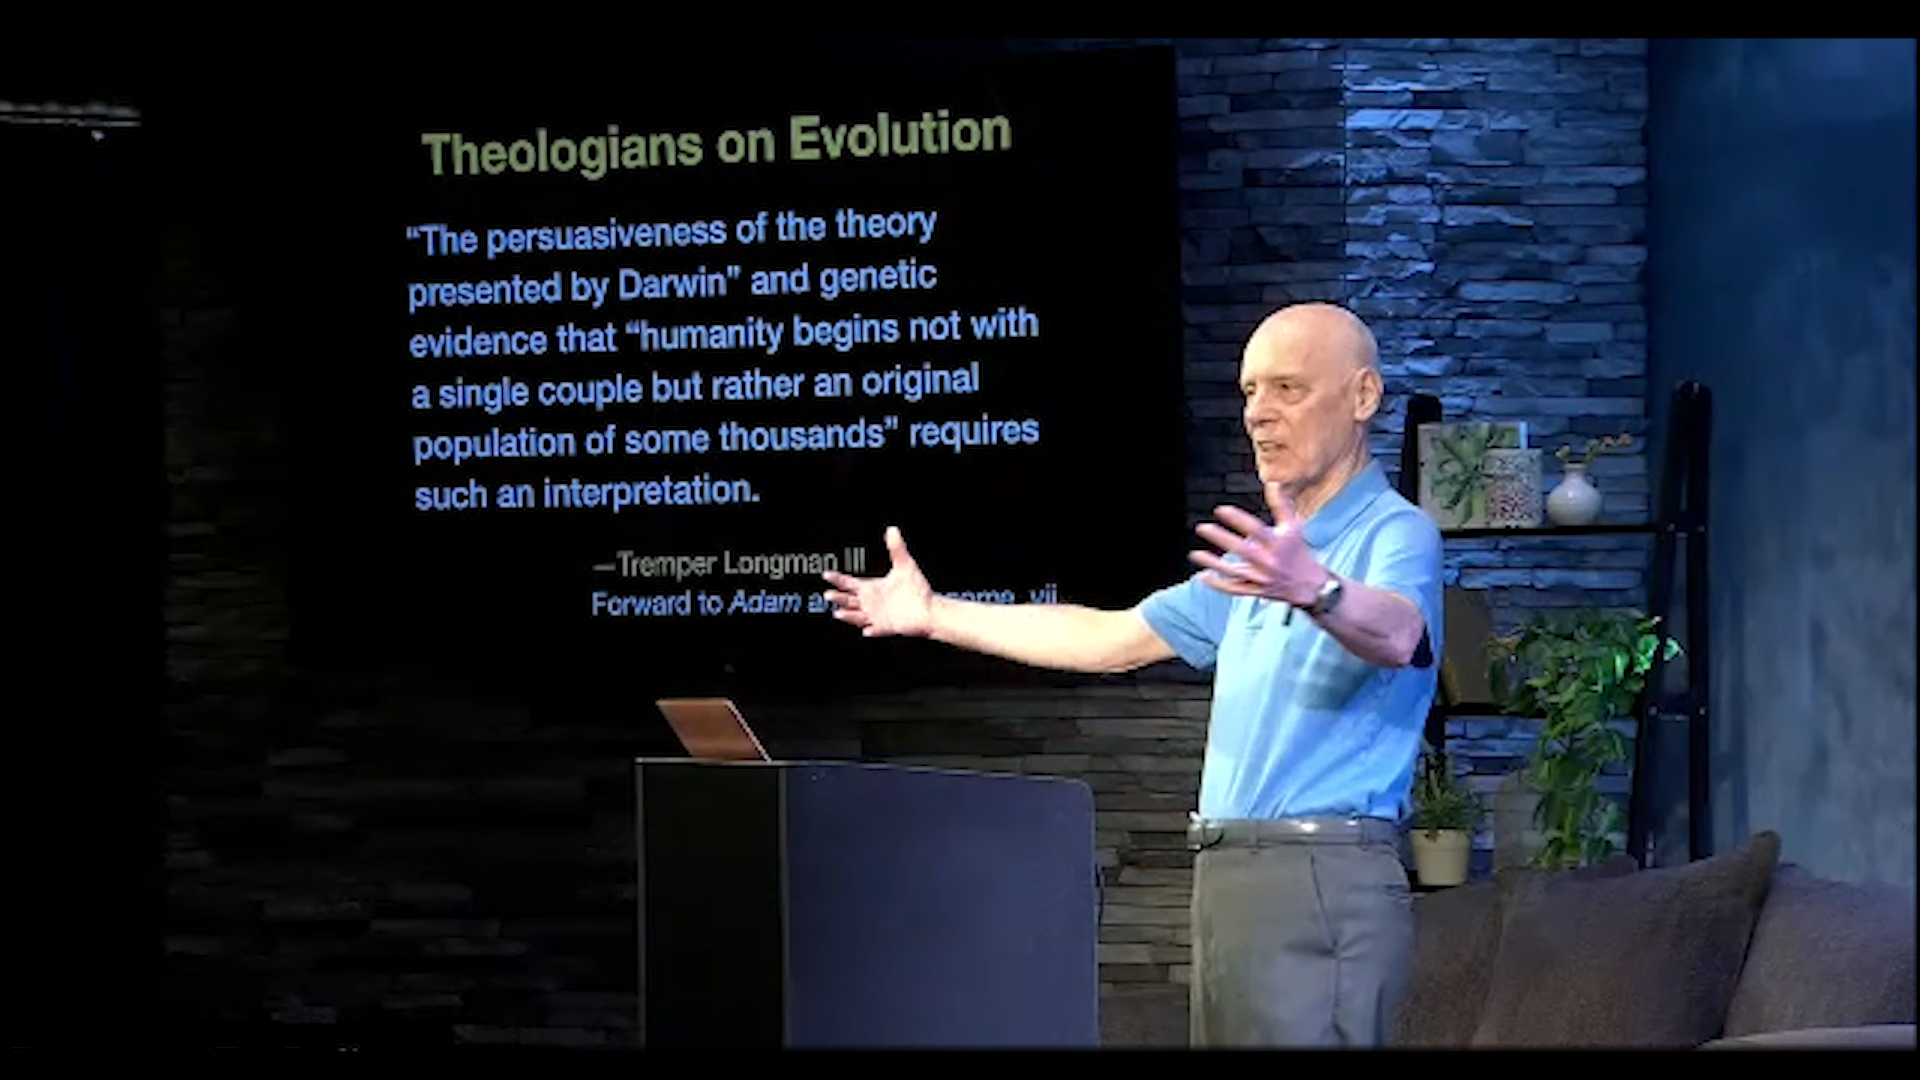 Theologians on Evolution
“The persuasiveness of the theory
presented by Darwin” and genetic
evidence that “humanity begins not with
a single couple but rather an original
population of some thousands” requires
such an interpretation.
—Tremper Longman III
Forward to Adam vii